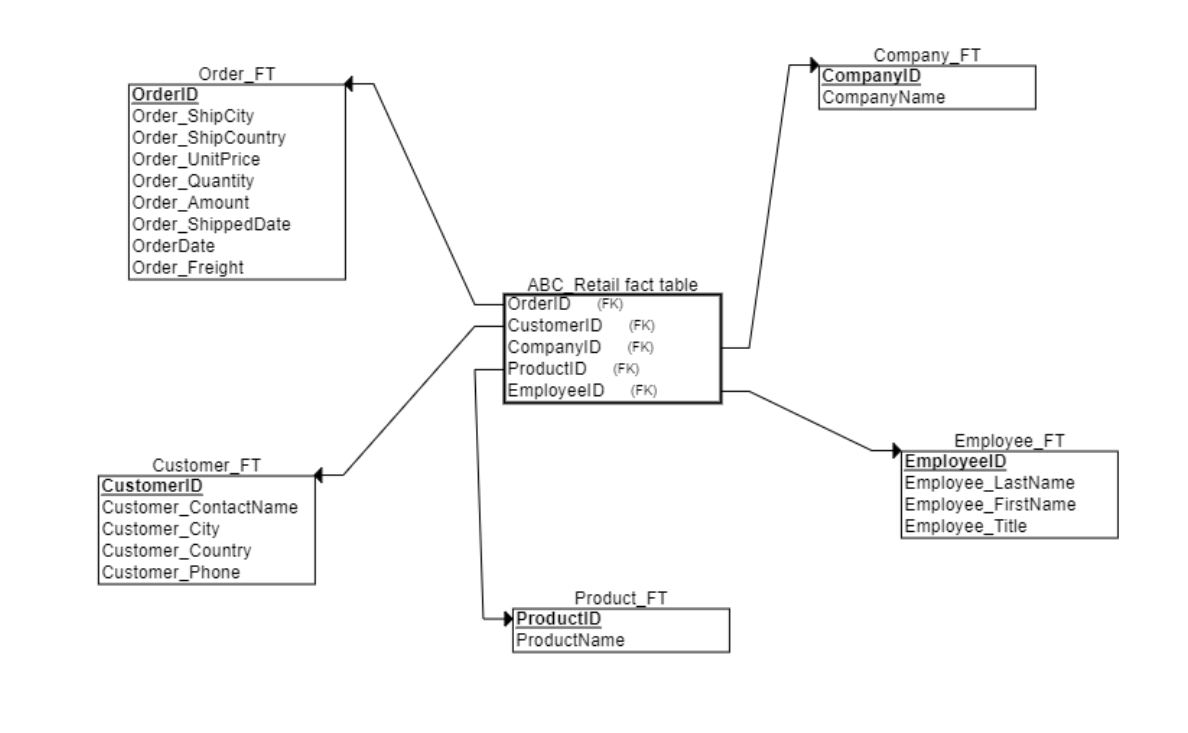 Order_FT
OrderID
Order_ShipCity
Order_ShipCountry
Order_UnitPrice
Order_Quantity
Order_Amount
Order_ShippedDate
OrderDate
Order_Freight
Company_FT
CompanyID
CompanyName
ABC_Retail fact table
OrderID (FK)
CustomerID (FK)
CompanyID (FK)
ProductID (FK)
EmployeeID (FK)
Customer_FT
CustomerID
Customer_ContactName
Customer_City
Customer_Country
Customer_Phone
Employee_FT
EmployeeID
Employee_LastName
Employee_FirstName
Employee_Title
Product_FT
ProductID
ProductName